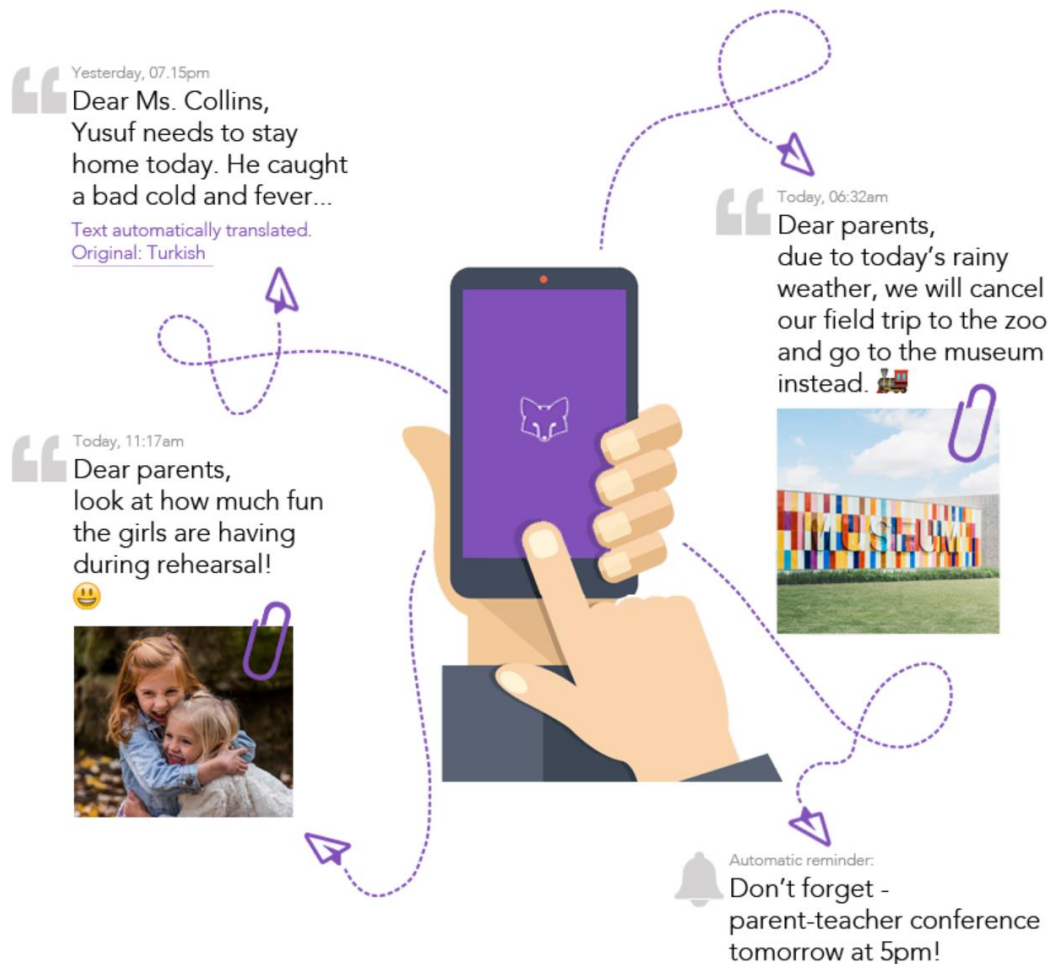 Yesterday, 07.15pm
Dear Ms. Collins,
Yusuf needs to stay
home today. He caught
a bad cold and fever...
Text automatically translated.
Original: Turkish
Today, 06:32am
Dear parents,
due to today's rainy
weather, we will cancel
our field trip to the zoo
and go to the museum
instead. 🚂
MUSEUM
Today, 11:17am
Dear parents,
look at how much fun
the girls are having
during rehearsal!
😃
Automatic reminder:
Don't forget -
parent-teacher conference
tomorrow at 5pm!